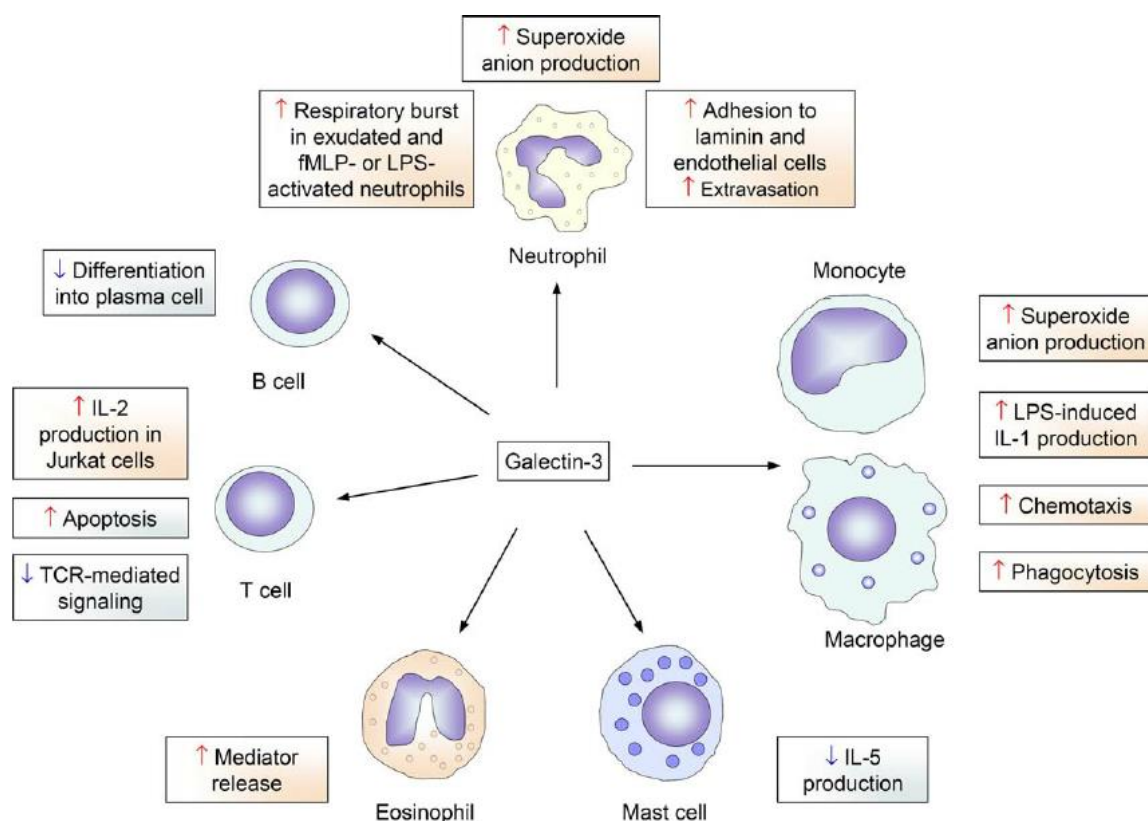 ↑ Superoxide
anion production
↑ Respiratory burst
in exudated and
fMLP- or LPS-
activated neutrophils
↑ Adhesion to
laminin and
endothelial cells
↑ Extravasation
Neutrophil
↓ Differentiation
into plasma cell
B cell
Monocyte
↑ Superoxide
anion production
↑ LPS-induced
IL-1 production
↑ Chemotaxis
↑ Phagocytosis
Macrophage
Galectin-3
↑ IL-2
production in
Jurkat cells
↑ Apoptosis
↓ TCR-mediated
signaling
T cell
↑ Mediator
release
Eosinophil
Mast cell
↓ IL-5
production